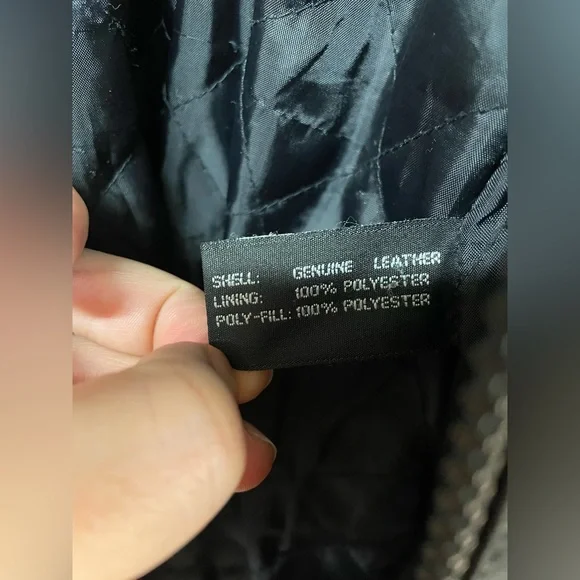 SHELL: GENUINE LEATHER
LINING: 100% POLYESTER
POLY-FILL: 100% POLYESTER